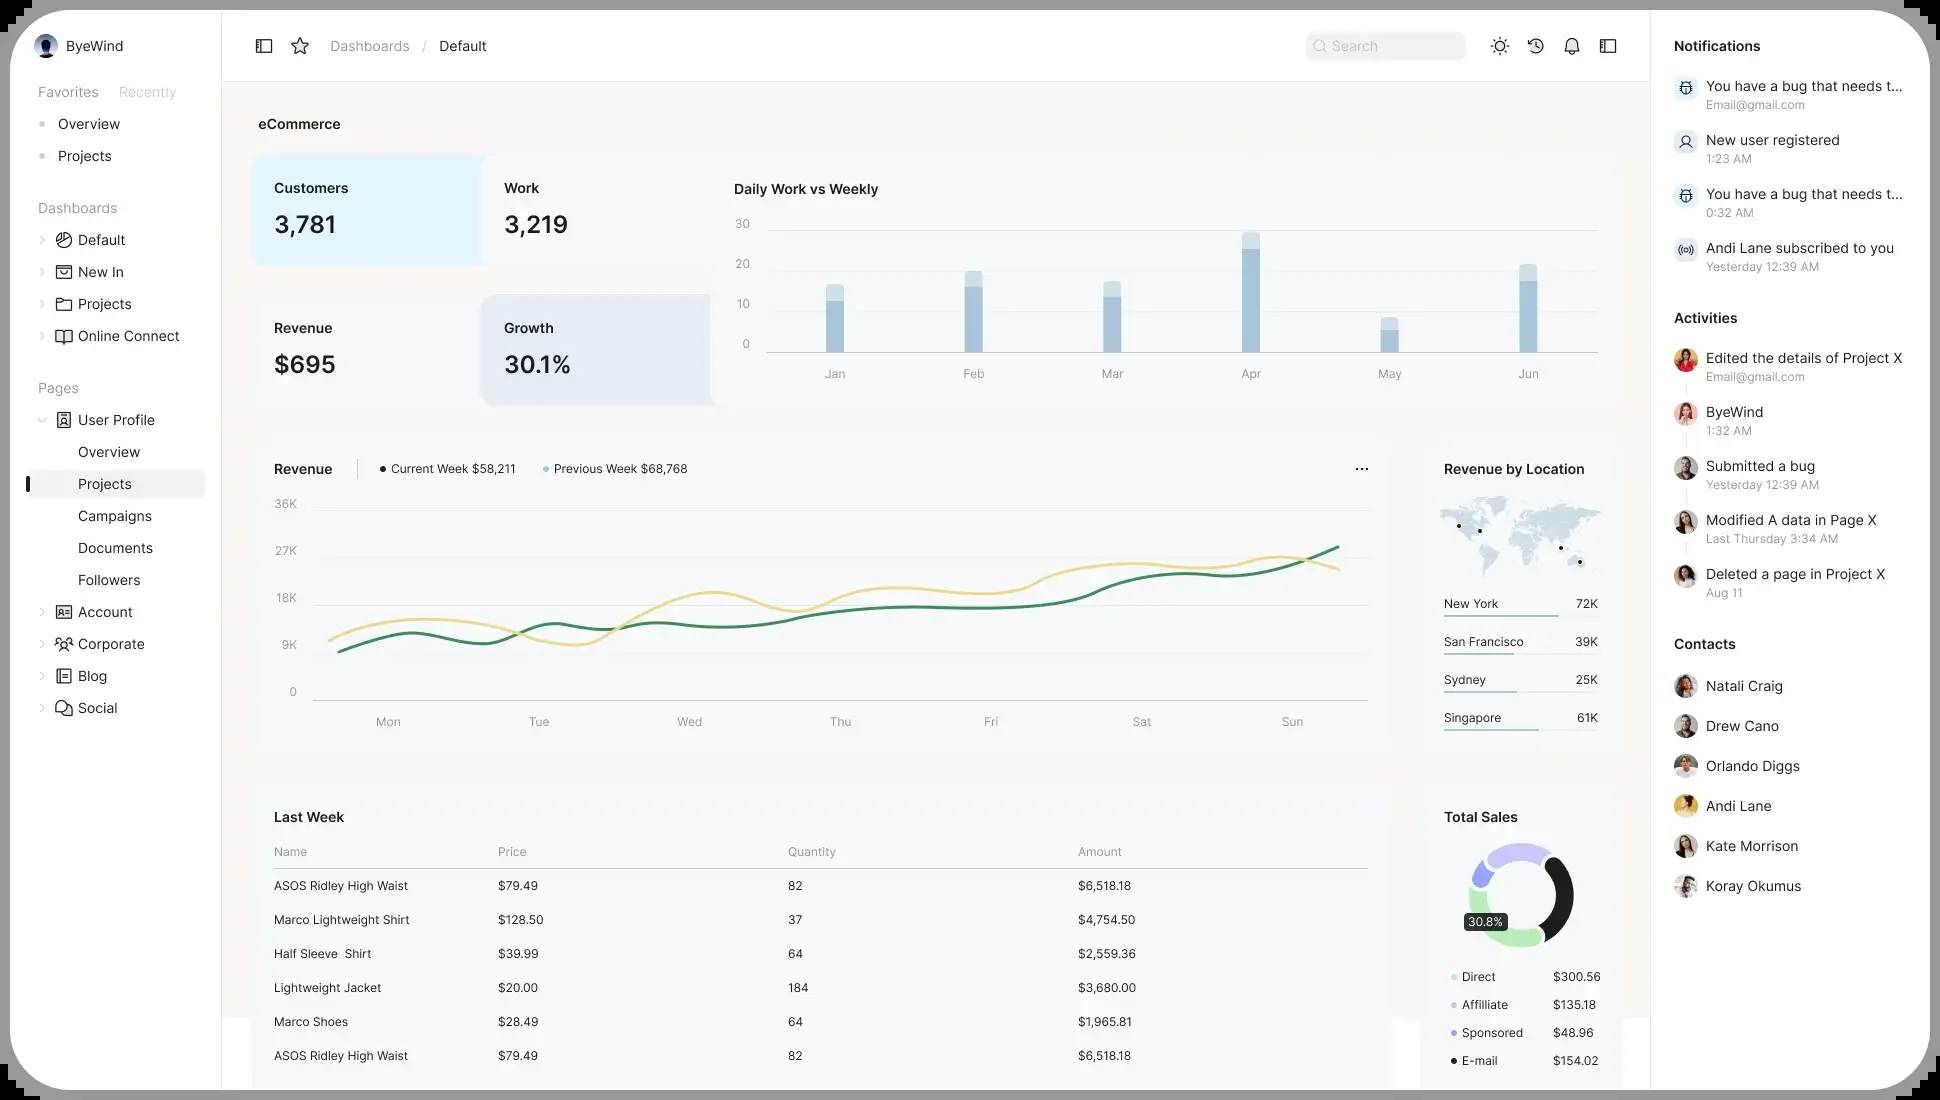 ByeWind
Favorites Recently
Overview
Projects
Dashboards
Default
New In
Projects
Online Connect
Pages
User Profile
Overview
Projects
Campaigns
Documents
Followers
Account
Corporate
Blog
Social
Dashboards / Default
Search
eCommerce
Customers
3,781
Work
3,219
Revenue
$695
Growth
30.1%
Daily Work vs Weekly
30
20
10
0
Jan Feb Mar Apr May Jun
Revenue Current Week $58,211 Previous Week $68,768 ...
36K
27K
18K
9K
0
Mon Tue Wed Thu Fri Sat Sun
Revenue by Location
New York 72K
San Francisco 39K
Sydney 25K
Singapore 61K
Last Week
Name Price Quantity Amount
ASOS Ridley High Waist $79.49 82 $6,518.18
Marco Lightweight Shirt $128.50 37 $4,754.50
Half Sleeve  Shirt $39.99 64 $2,559.36
Lightweight Jacket $20.00 184 $3,680.00
Marco Shoes $28.49 64 $1,965.81
ASOS Ridley High Waist $79.49 82 $6,518.18
Total Sales
30.8%
Direct $300.56
Affilliate $135.18
Sponsored $48.96
E-mail $154.02
Notifications
You have a bug that needs t...
Email@gmail.com
New user registered
1:23 AM
You have a bug that needs t...
0:32 AM
Andi Lane subscribed to you
Yesterday 12:39 AM
Activities
Edited the details of Project X
Email@gmail.com
ByeWind
1:32 AM
Submitted a bug
Yesterday 12:39 AM
Modified A data in Page X
Last Thursday 3:34 AM
Deleted a page in Project X
Aug 11
Contacts
Natali Craig
Drew Cano
Orlando Diggs
Andi Lane
Kate Morrison
Koray Okumus